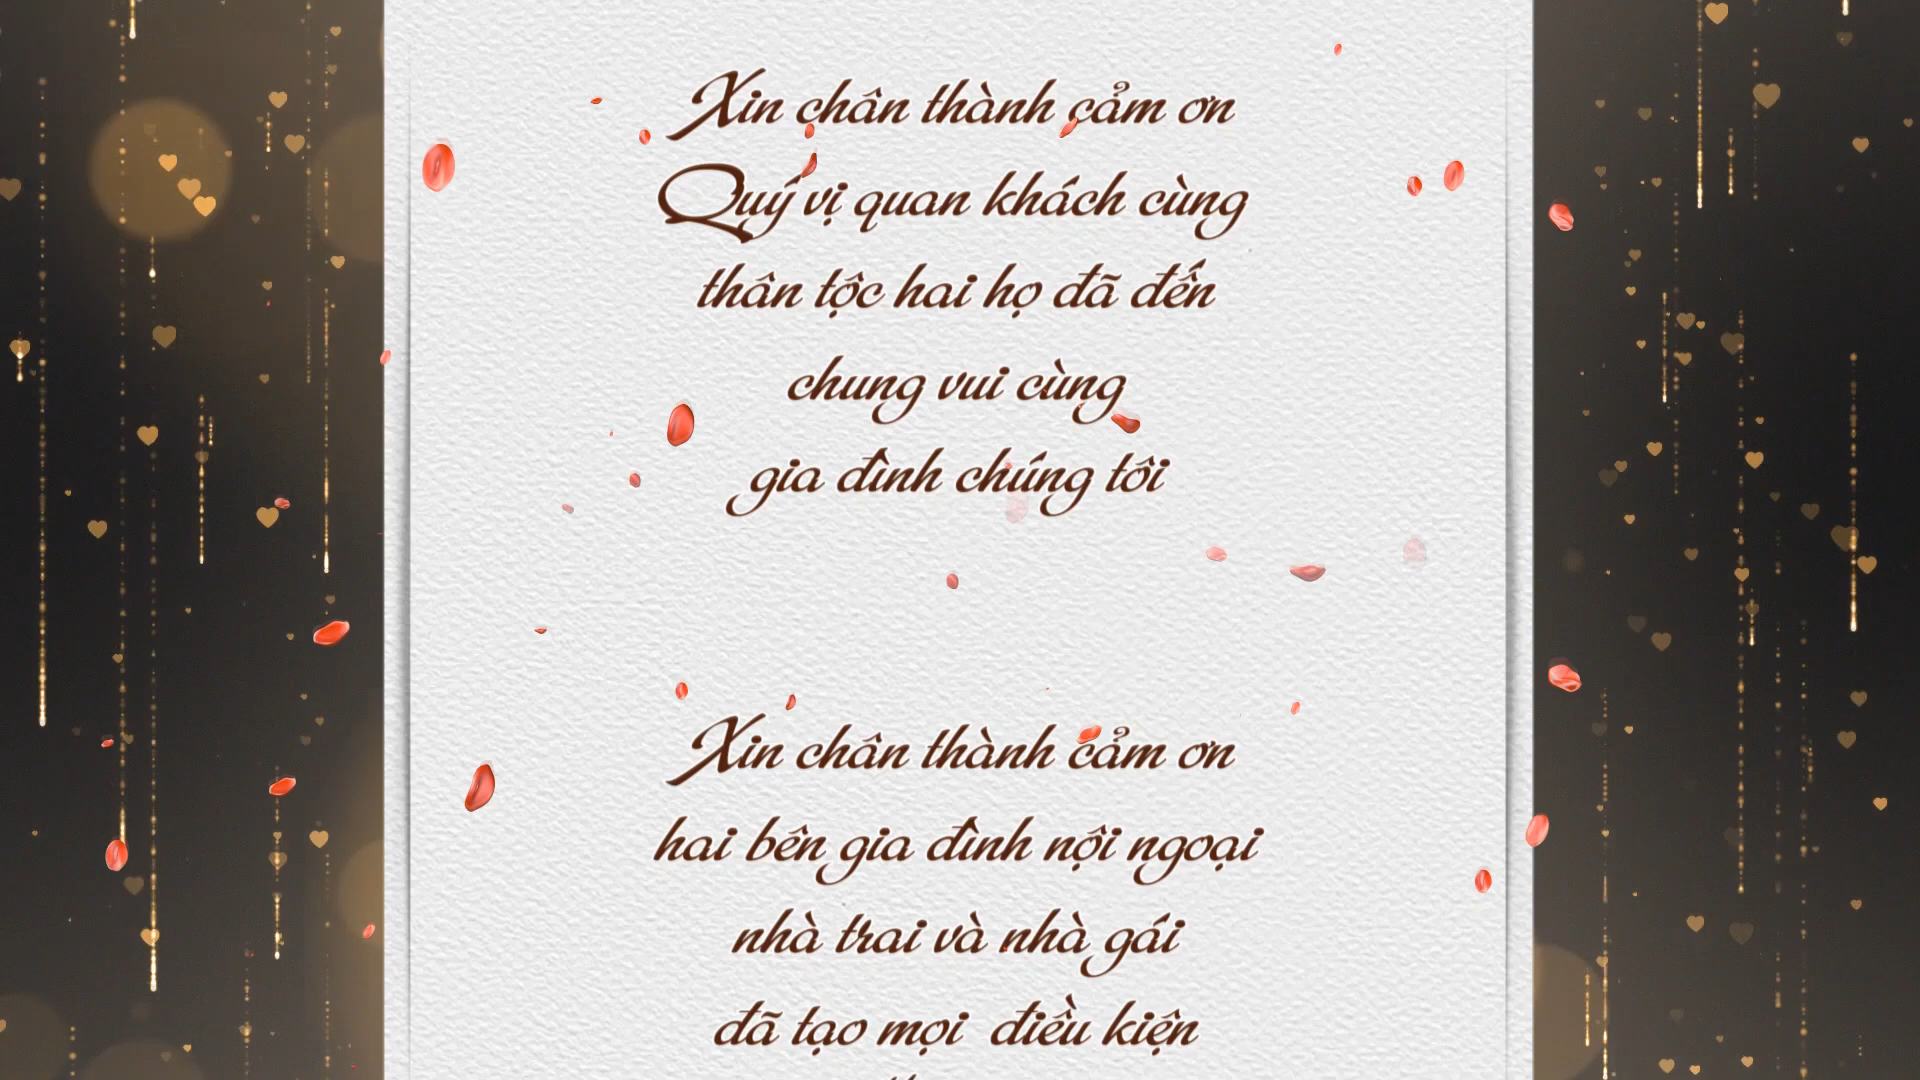 Xin chân thành cảm ơn
Quý vị quan khách cùng
thân tộc hai họ đã đến
chung vui cùng
gia đình chúng tôi
Xin chân thành cảm ơn
hai bên gia đình nội ngoại
nhà trai và nhà gái
đã tạo mọi điều kiện